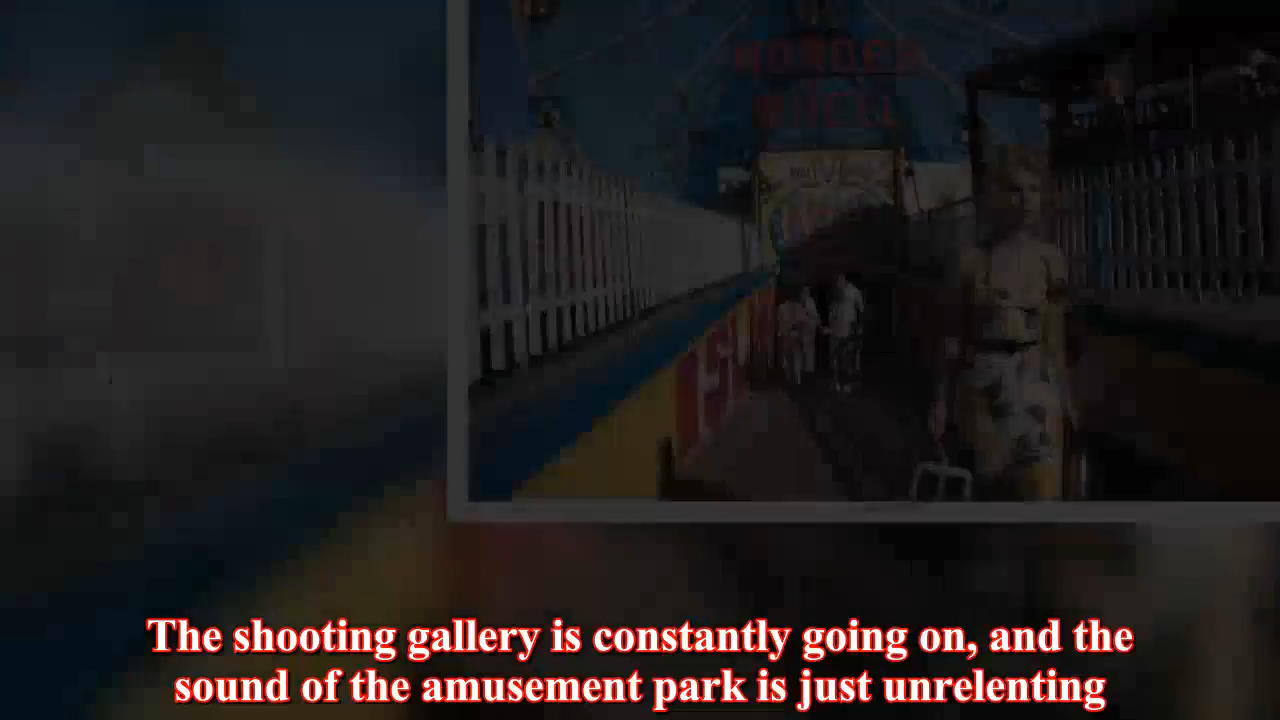 WONDER
WHEEL
The shooting gallery is constantly going on, and the
sound of the amusement park is just unrelenting